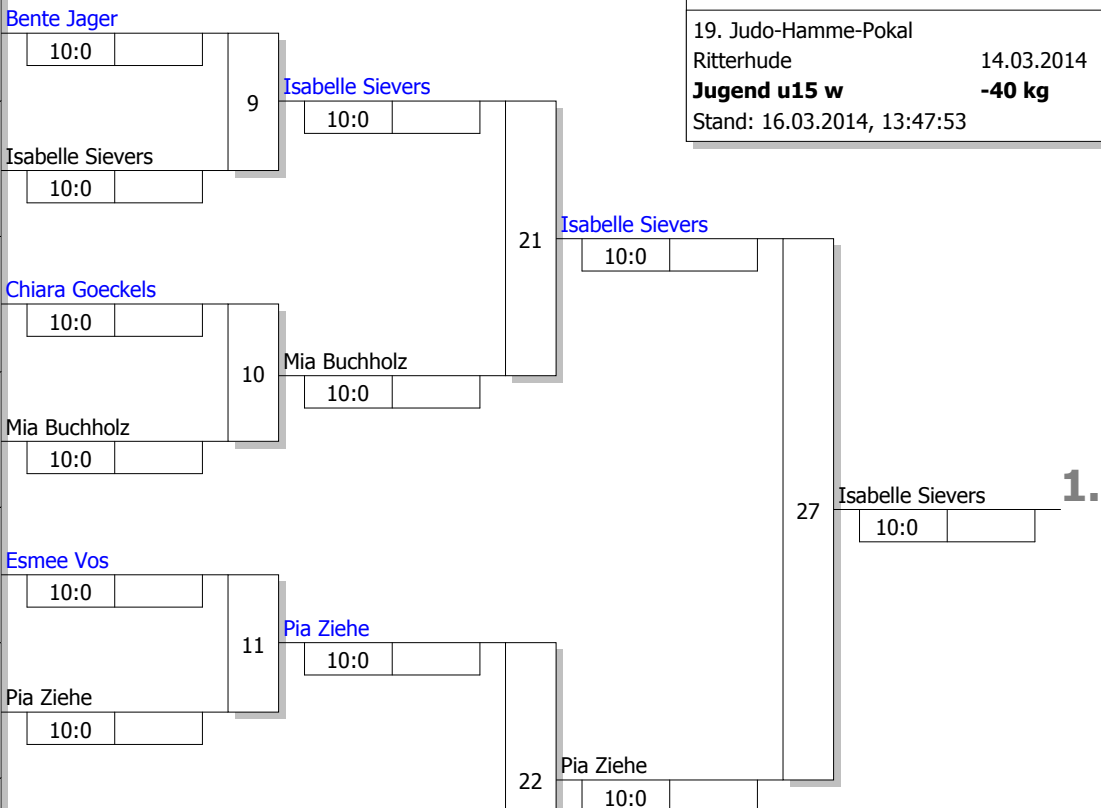 19. Judo-Hamme-Pokal
Ritterhude 14.03.2014
Jugend u15 w -40 kg
Stand: 16.03.2014, 13:47:53
Bente Jager
10:0
9
Isabelle Sievers
10:0
Isabelle Sievers
10:0
21
Isabelle Sievers
10:0
Chiara Goeckels
10:0
10
Mia Buchholz
10:0
Mia Buchholz
10:0
27
Isabelle Sievers
1.
10:0
Esmee Vos
10:0
11
Pia Ziehe
10:0
Pia Ziehe
10:0
22
Pia Ziehe
10:0